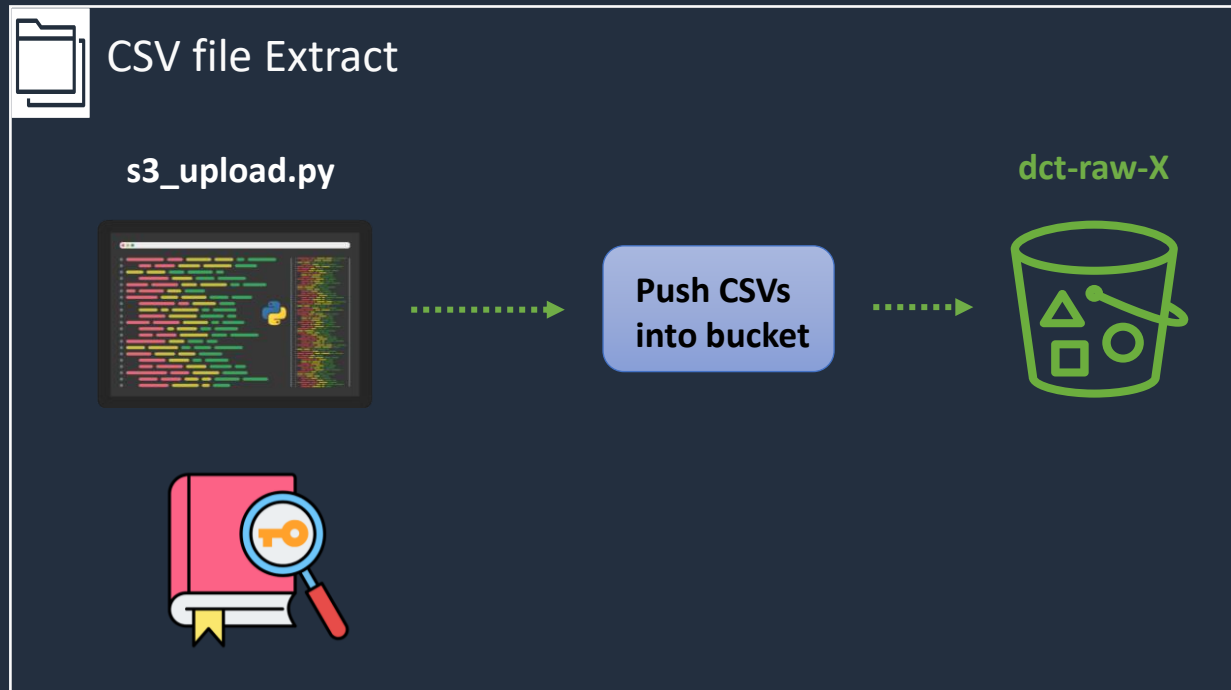 CSV file Extract
s3_upload.py
dct-raw-X
Push CSVs
into bucket